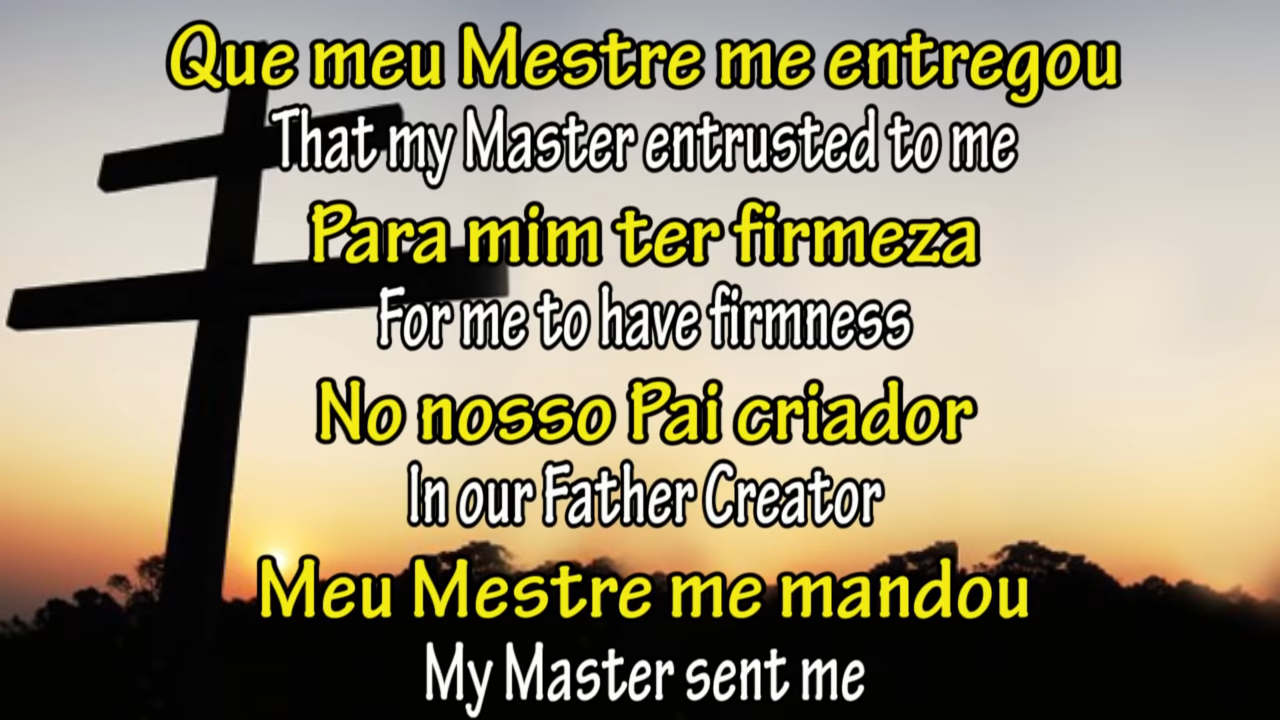 Que meu Mestre me entregou
That my Master entrusted to me
Para mim ter firmeza
For me to have firmness
No nosso Pai criador
In our Father Creator
Meu Mestre me mandou
My Master sent me